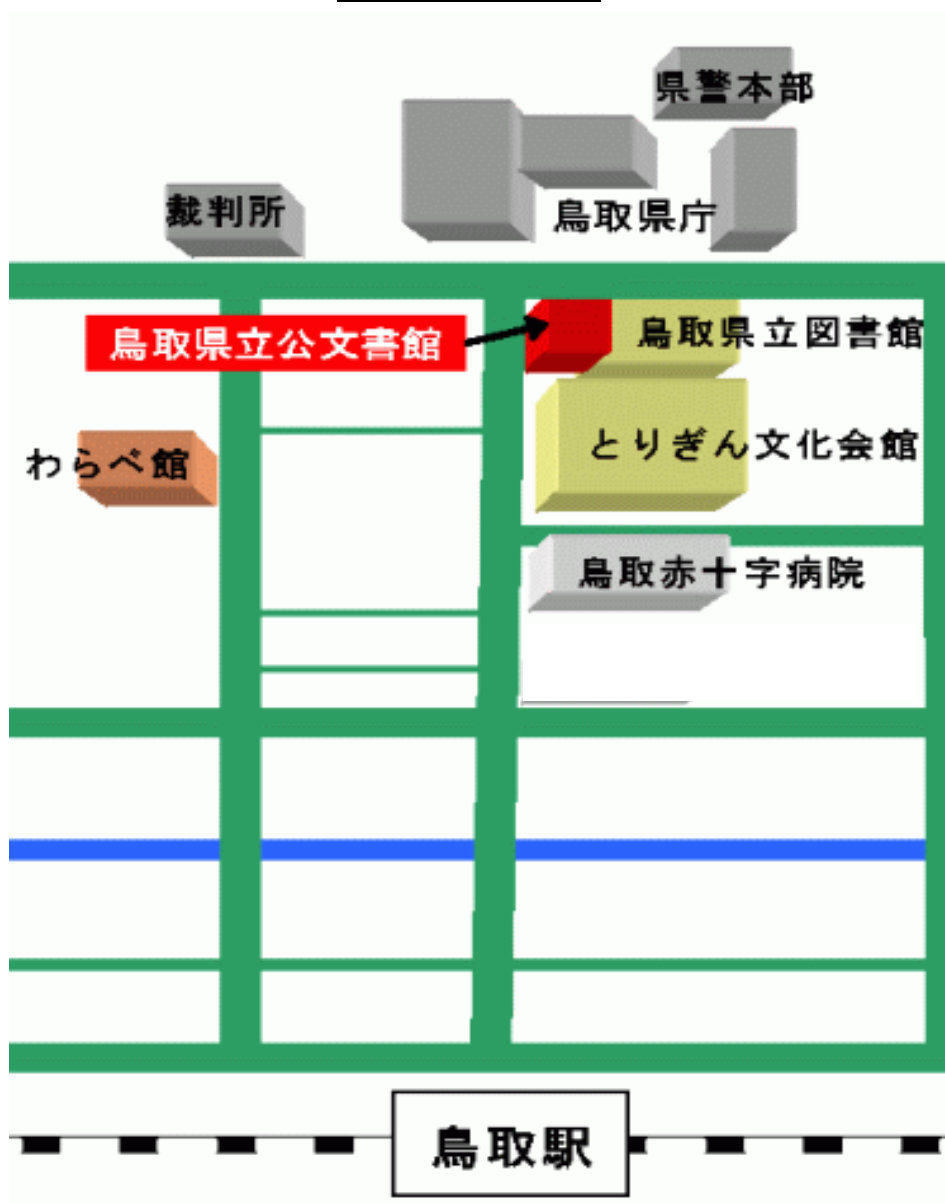 県警本部
裁判所
鳥取県庁
鳥取県立公文書館
鳥取県立図書館
とりぎん文化会館
わらべ館
鳥取赤十字病院
鳥取駅